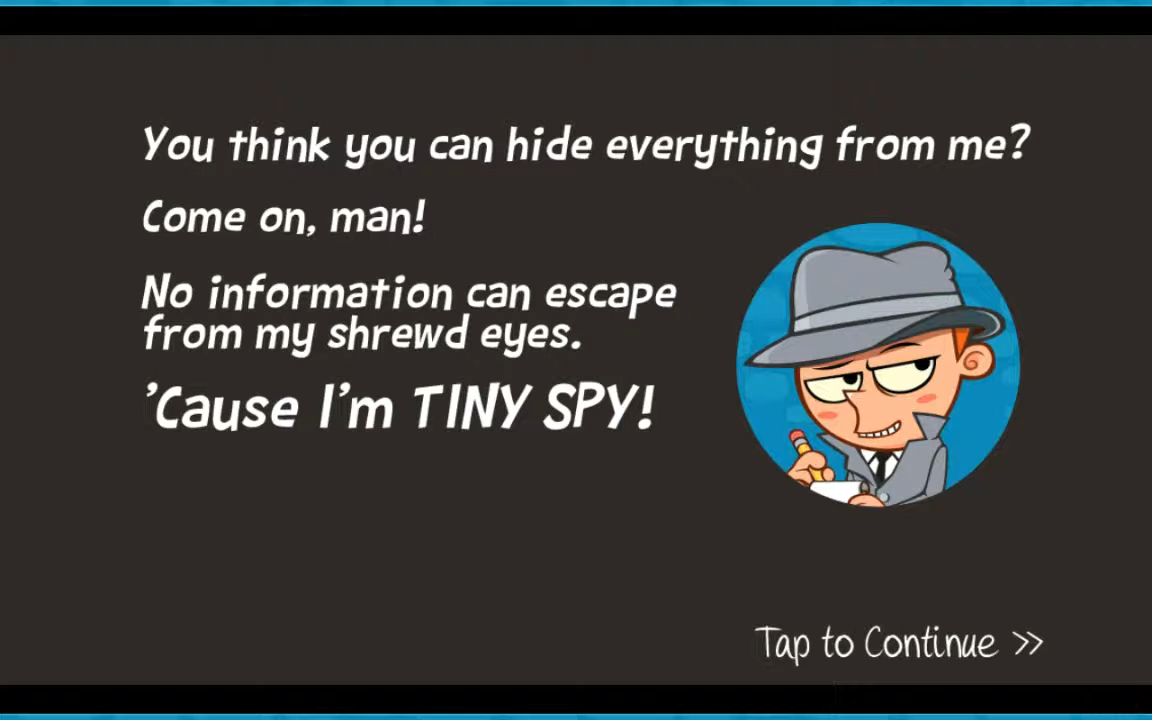 You think you can hide everything from me?
Come on, man!
No information can escape
from my shrewd eyes.
'Cause I'm TINY SPY!
Tap to Continue >>